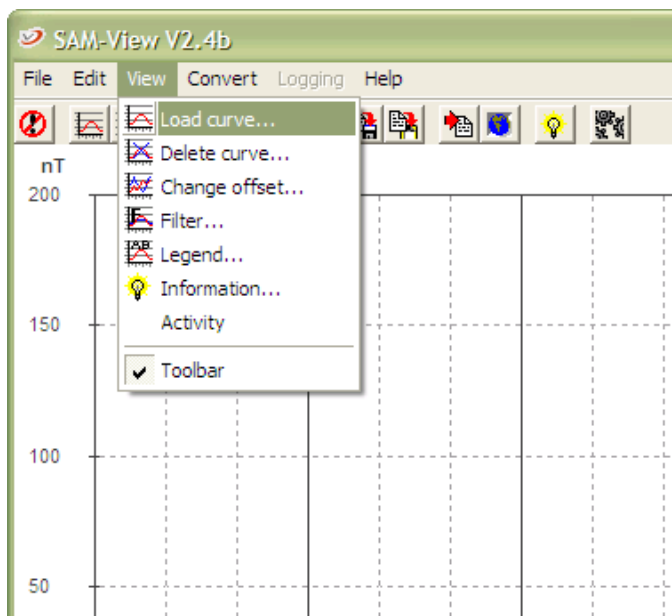 SAM-View V2.4b
File Edit View Convert Logging Help
Load curve...
nT
Delete curve...
Change offset...
200
Filter...
Legend...
Information...
Activity
150
Toolbar
100
50